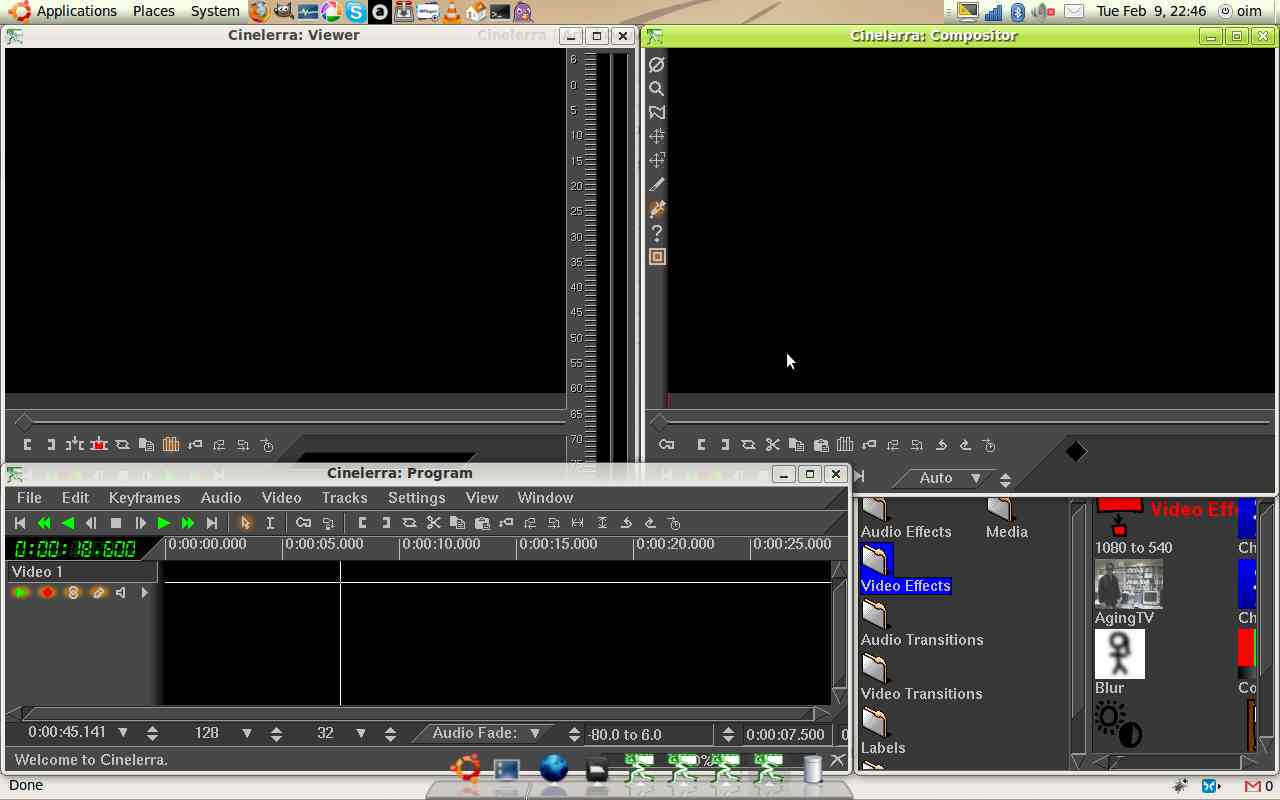 Applications Places System
Tue Feb 9, 22:46 oim
Cinelerra: Viewer
Cinelerra: Compositor
6
0
5
10
15
20
25
30
35
40
45
50
55
60
65
70
Auto
Cinelerra: Program
File Edit Keyframes Audio Video Tracks Settings View Window
0:00:18.600 0:00:00.000 0:00:05.000 0:00:10.000 0:00:15.000 0:00:20.000 0:00:25.000
Video 1
0:00:45.141 128 32 Audio Fade: -80.0 to 6.0 0:00:07.500 0
Welcome to Cinelerra.
0%
Audio Effects Media
Video Effects
Audio Transitions
Video Transitions
Labels
Video Effe
1080 to 540 Ch
AgingTV Ch
Blur Co
Done
0